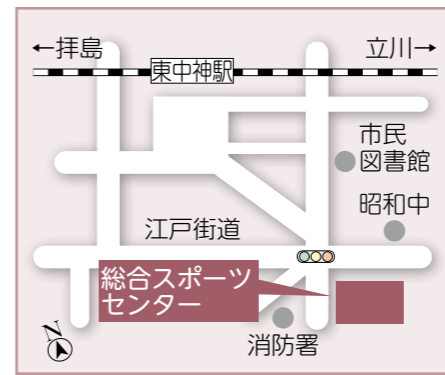 ←拝島
立川→
東中神駅
市民
図書館
昭和中
江戸街道
総合スポーツ
センター
消防署
N